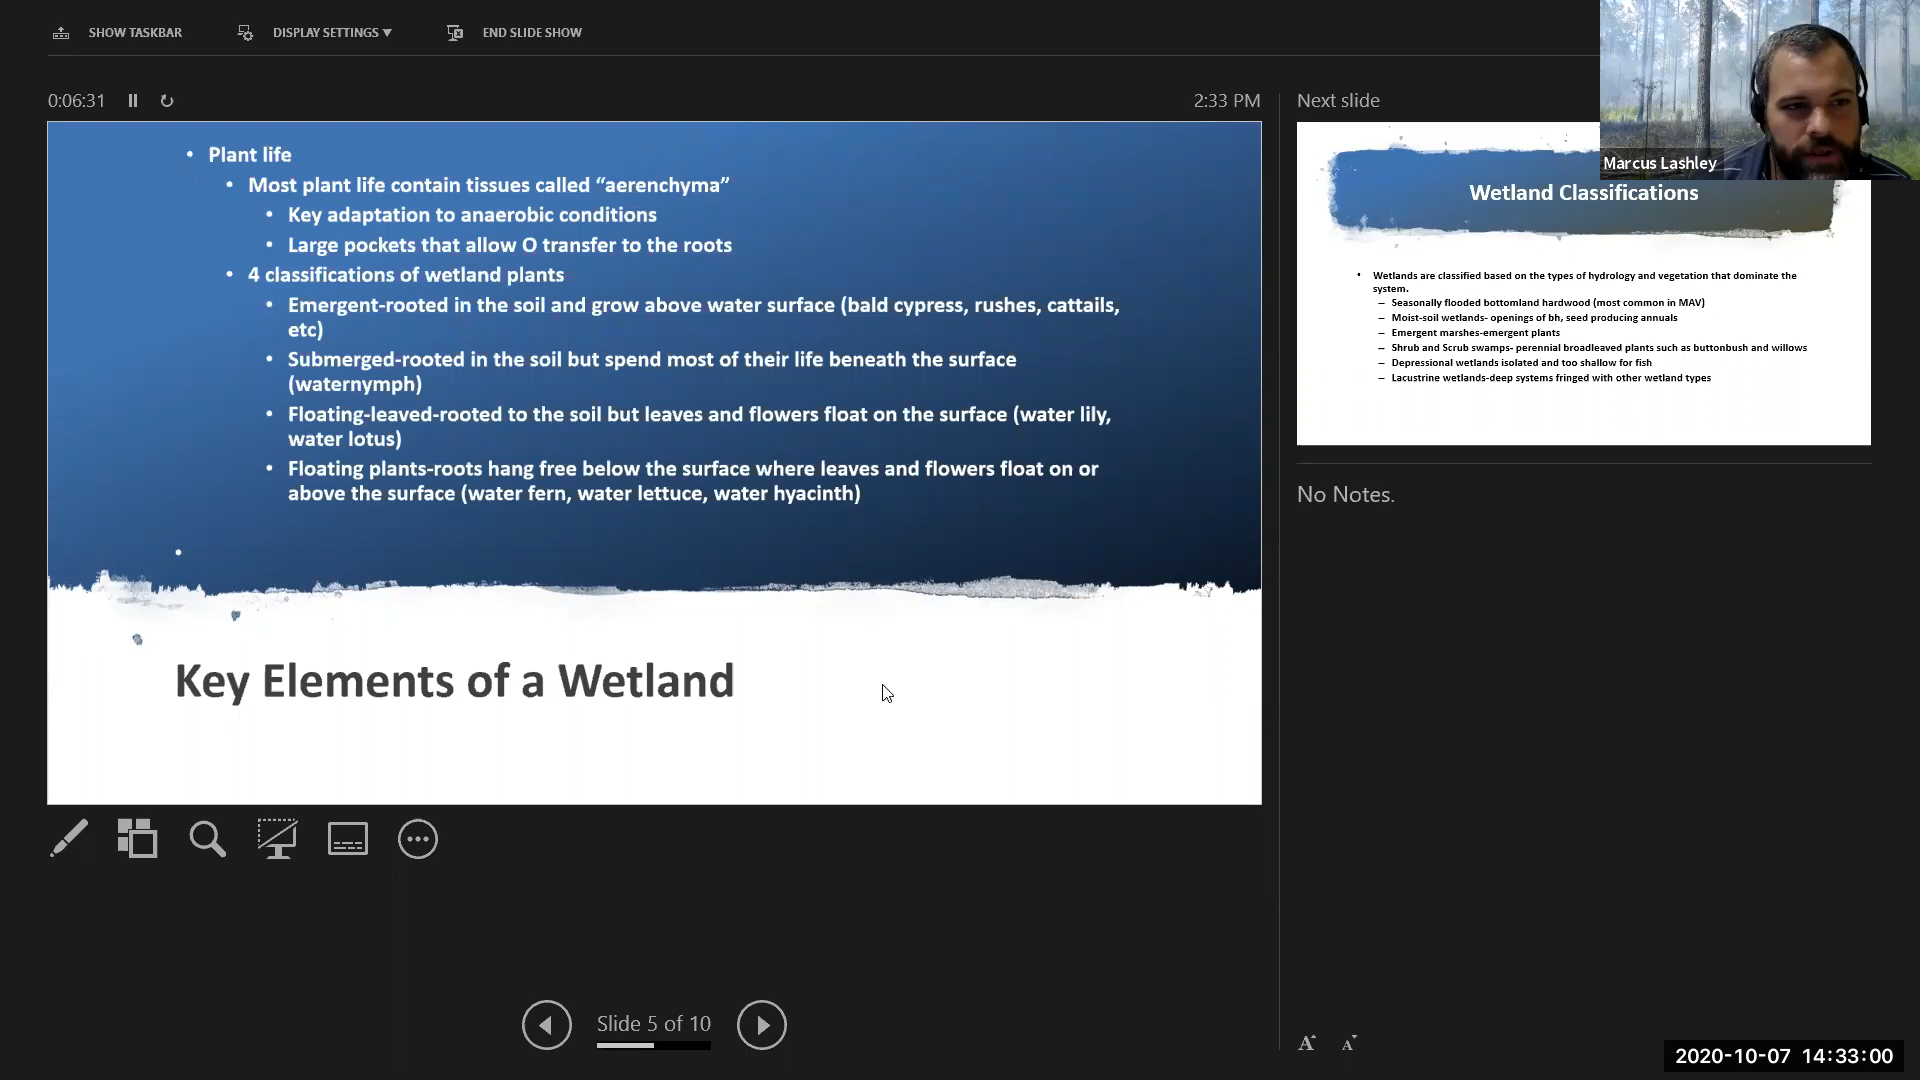 SHOW TASKBAR
DISPLAY SETTINGS ▼
END SLIDE SHOW
0:06:31
2:33 PM
Next slide
• Plant life
• Most plant life contain tissues called “aerenchyma”
• Key adaptation to anaerobic conditions
• Large pockets that allow O transfer to the roots
• 4 classifications of wetland plants
• Emergent-rooted in the soil and grow above water surface (bald cypress, rushes, cattails,
etc)
• Submerged-rooted in the soil but spend most of their life beneath the surface
(waternymph)
• Floating-leaved-rooted to the soil but leaves and flowers float on the surface (water lily,
water lotus)
• Floating plants-roots hang free below the surface where leaves and flowers float on or
above the surface (water fern, water lettuce, water hyacinth)
•
Key Elements of a Wetland
Marcus Lashley
Wetland Classifications
• Wetlands are classified based on the types of hydrology and vegetation that dominate the
system.
– Seasonally flooded bottomland hardwood (most common in MAV)
– Moist-soil wetlands- openings of bh, seed producing annuals
– Emergent marshes-emergent plants
– Shrub and Scrub swamps- perennial broadleaved plants such as buttonbush and willows
– Depressional wetlands isolated and too shallow for fish
– Lacustrine wetlands-deep systems fringed with other wetland types
No Notes.
Slide 5 of 10
A A
2020-10-07 14:33:00